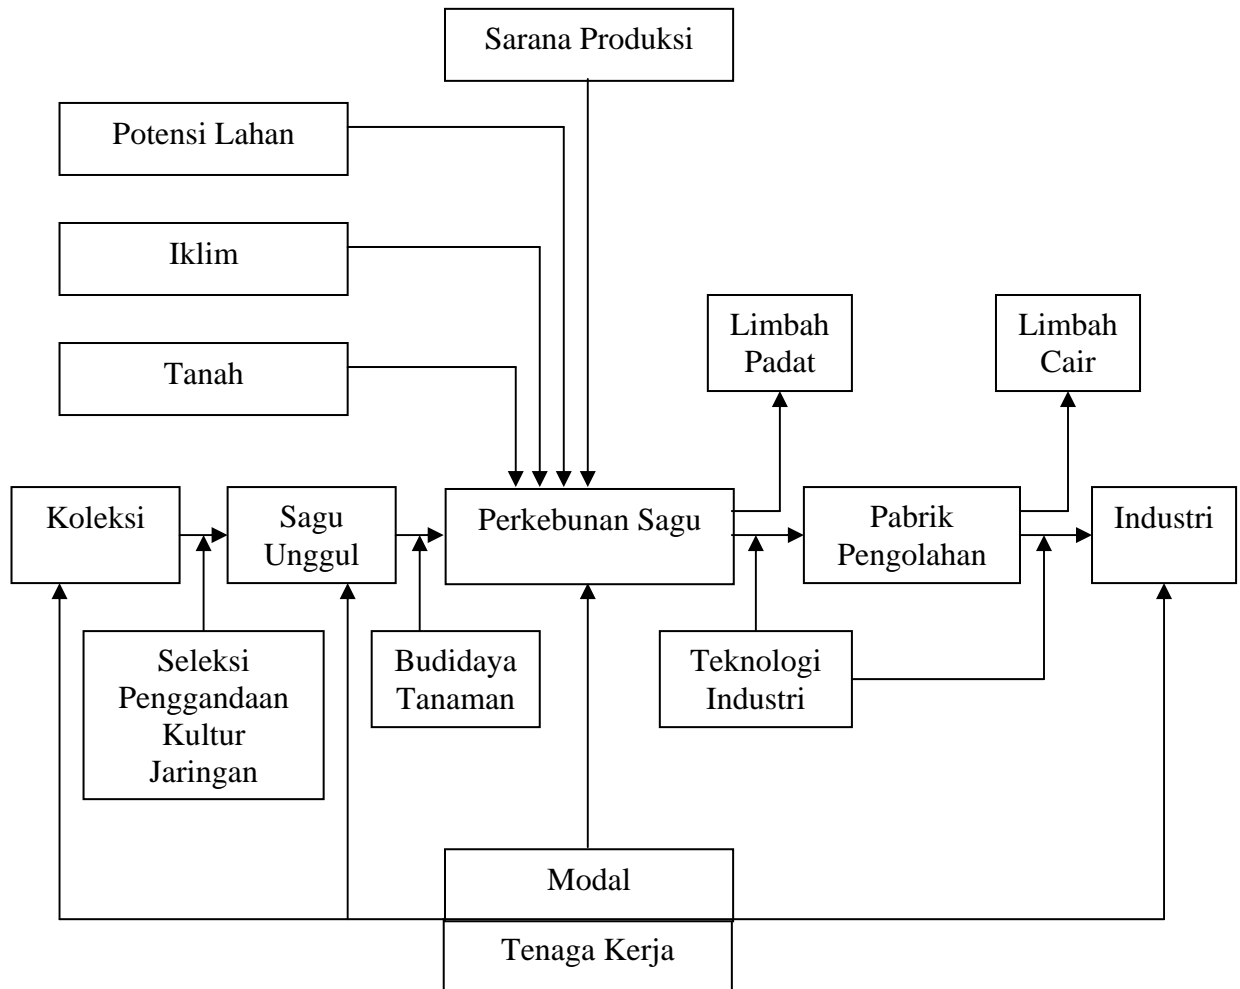 Sarana Produksi
Potensi Lahan
Iklim
Tanah
Limbah
Padat
Limbah
Cair
Koleksi
Sagu
Unggul
Perkebunan Sagu
Pabrik
Pengolahan
Industri
Seleksi
Penggandaan
Kultur
Jaringan
Budidaya
Tanaman
Teknologi
Industri
Modal
Tenaga Kerja